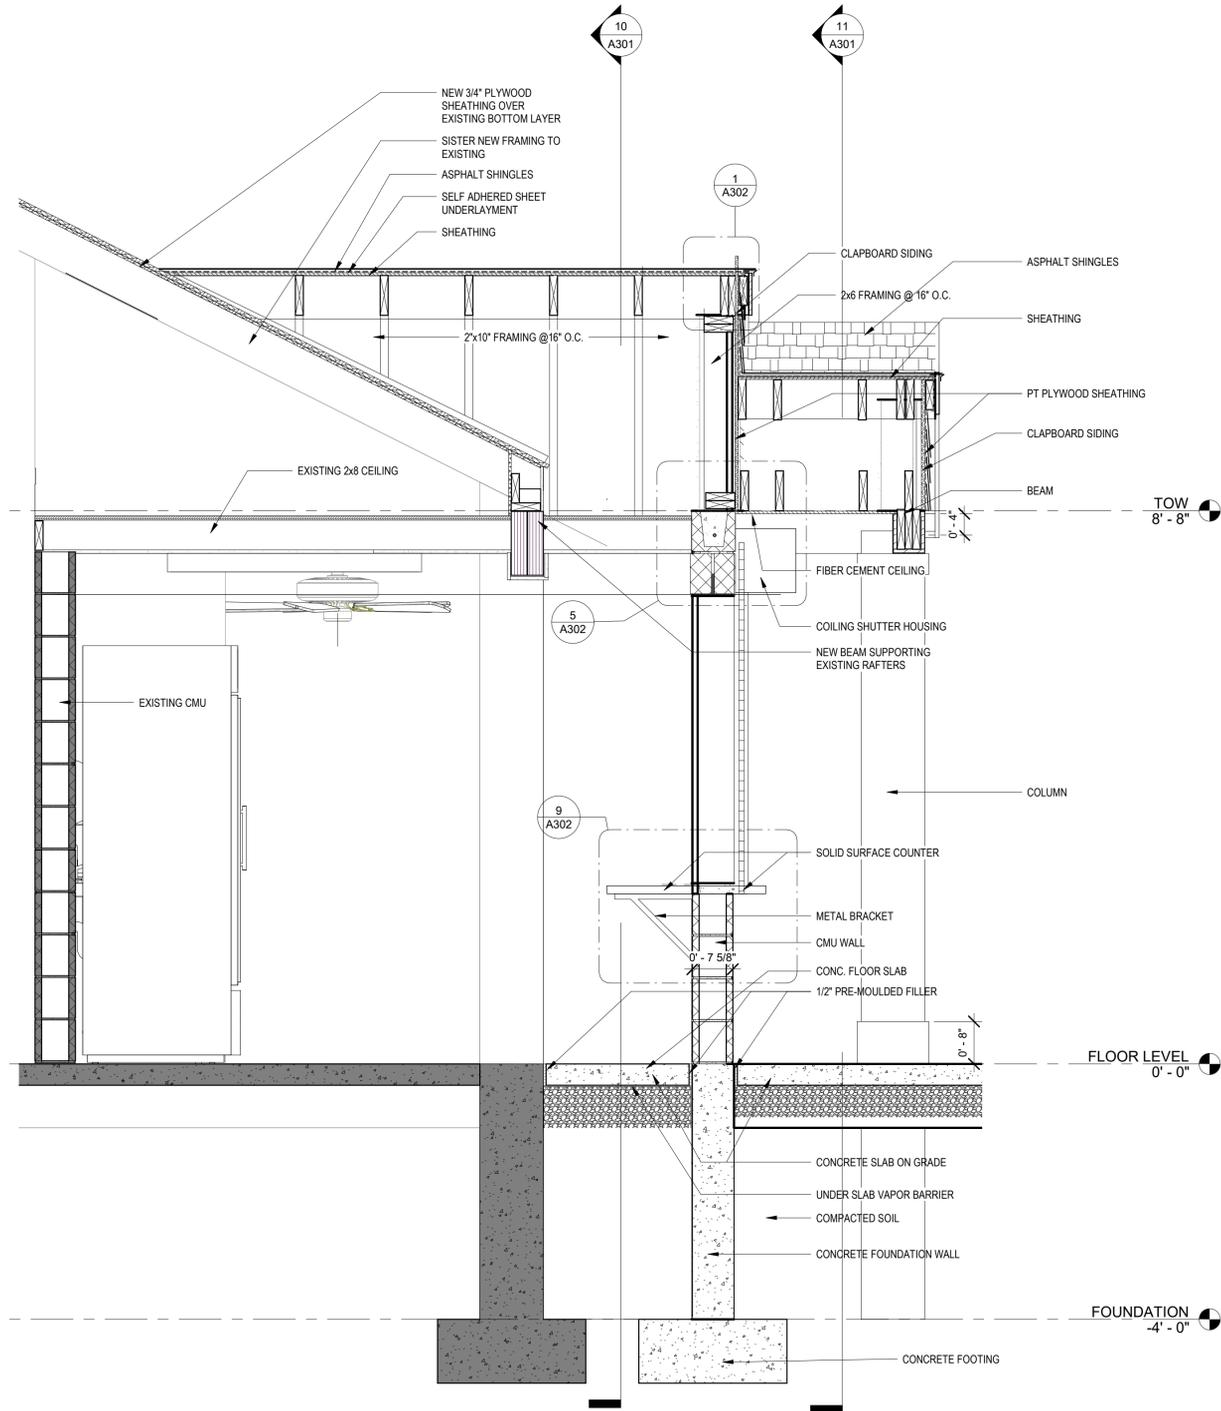 10
A301
11
A301
NEW 3/4" PLYWOOD
SHEATHING OVER
EXISTING BOTTOM LAYER
SISTER NEW FRAMING TO
EXISTING
ASPHALT SHINGLES
SELF ADHERED SHEET
UNDERLAYMENT
SHEATHING
1
A302
CLAPBOARD SIDING
ASPHALT SHINGLES
2x6 FRAMING @ 16" O.C.
SHEATHING
2"x10" FRAMING @16" O.C.
PT PLYWOOD SHEATHING
CLAPBOARD SIDING
EXISTING 2x8 CEILING
BEAM
TOW
8' - 8"
0' - 4"
FIBER CEMENT CEILING
5
A302
COILING SHUTTER HOUSING
NEW BEAM SUPPORTING
EXISTING RAFTERS
EXISTING CMU
COLUMN
9
A302
SOLID SURFACE COUNTER
METAL BRACKET
CMU WALL
0' - 7 5/8"
CONC. FLOOR SLAB
1/2" PRE-MOULDED FILLER
0' - 8"
FLOOR LEVEL
0' - 0"
CONCRETE SLAB ON GRADE
UNDER SLAB VAPOR BARRIER
COMPACTED SOIL
CONCRETE FOUNDATION WALL
FOUNDATION
-4' - 0"
CONCRETE FOOTING